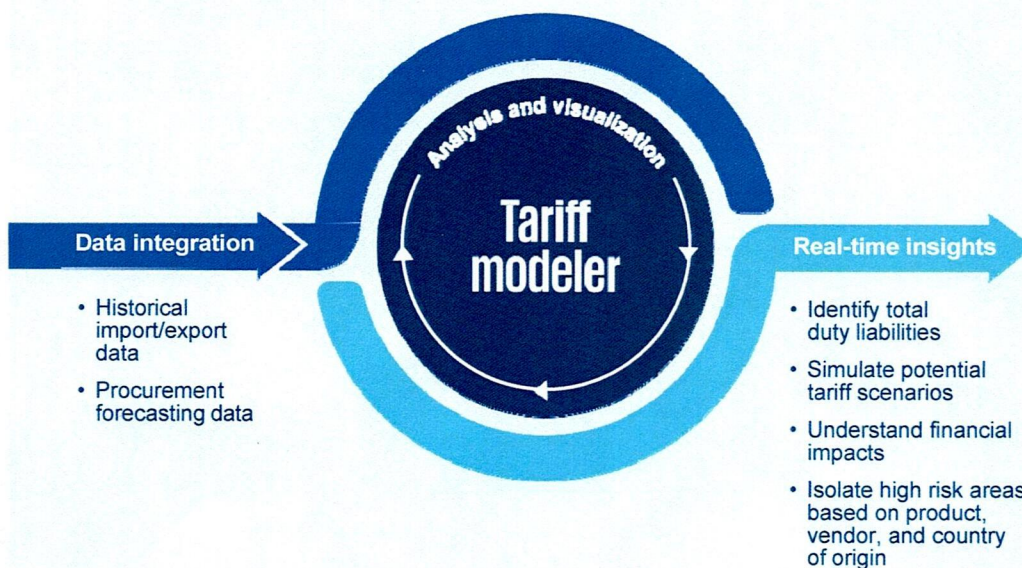 Analysis and visualization
Tariff
modeler
Data integration
• Historical
import/export
data
• Procurement
forecasting data
Real-time insights
• Identify total
duty liabilities
• Simulate potential
tariff scenarios
• Understand financial
impacts
• Isolate high risk areas
based on product,
vendor, and country
of origin